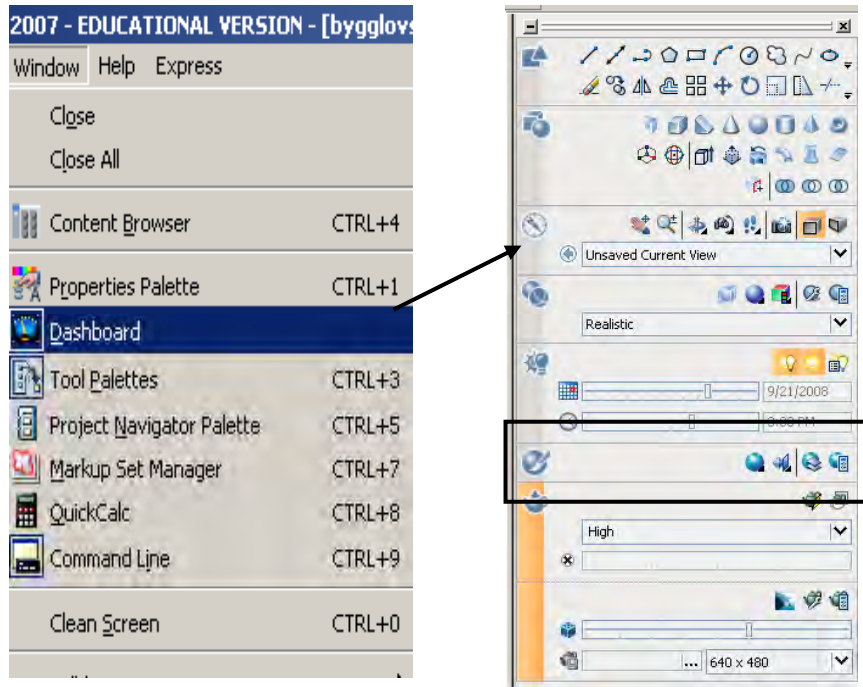 2007 - EDUCATIONAL VERSION - [bygglovs
Window Help Express
Close
Close All
Content Browser CTRL+4
Properties Palette CTRL+1
Dashboard
Tool Palettes CTRL+3
Project Navigator Palette CTRL+5
Markup Set Manager CTRL+7
QuickCalc CTRL+8
Command Line CTRL+9
Clean Screen CTRL+0
Unsaved Current View
Realistic
9/21/2008
High
... 640 x 480